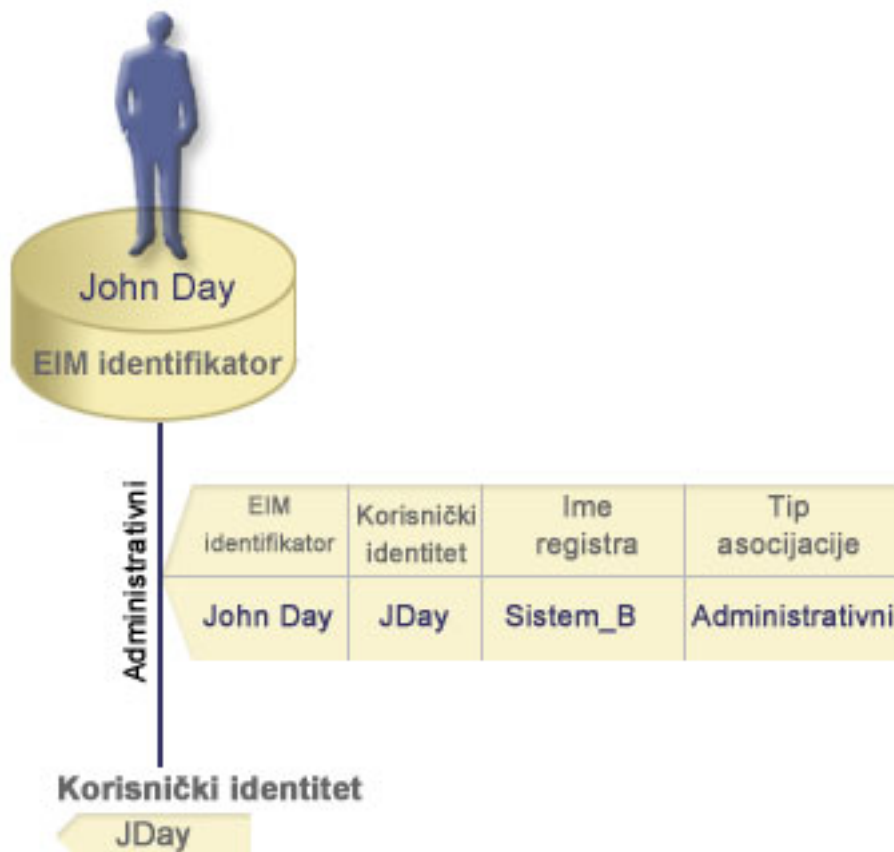 John Day
EIM identifikator
Administrativni
EIM
identifikator
Korisnički
identitet
Ime
registra
Tip
asocijacije
John Day
JDay
Sistem_B
Administrativni
Korisnički identitet
JDay